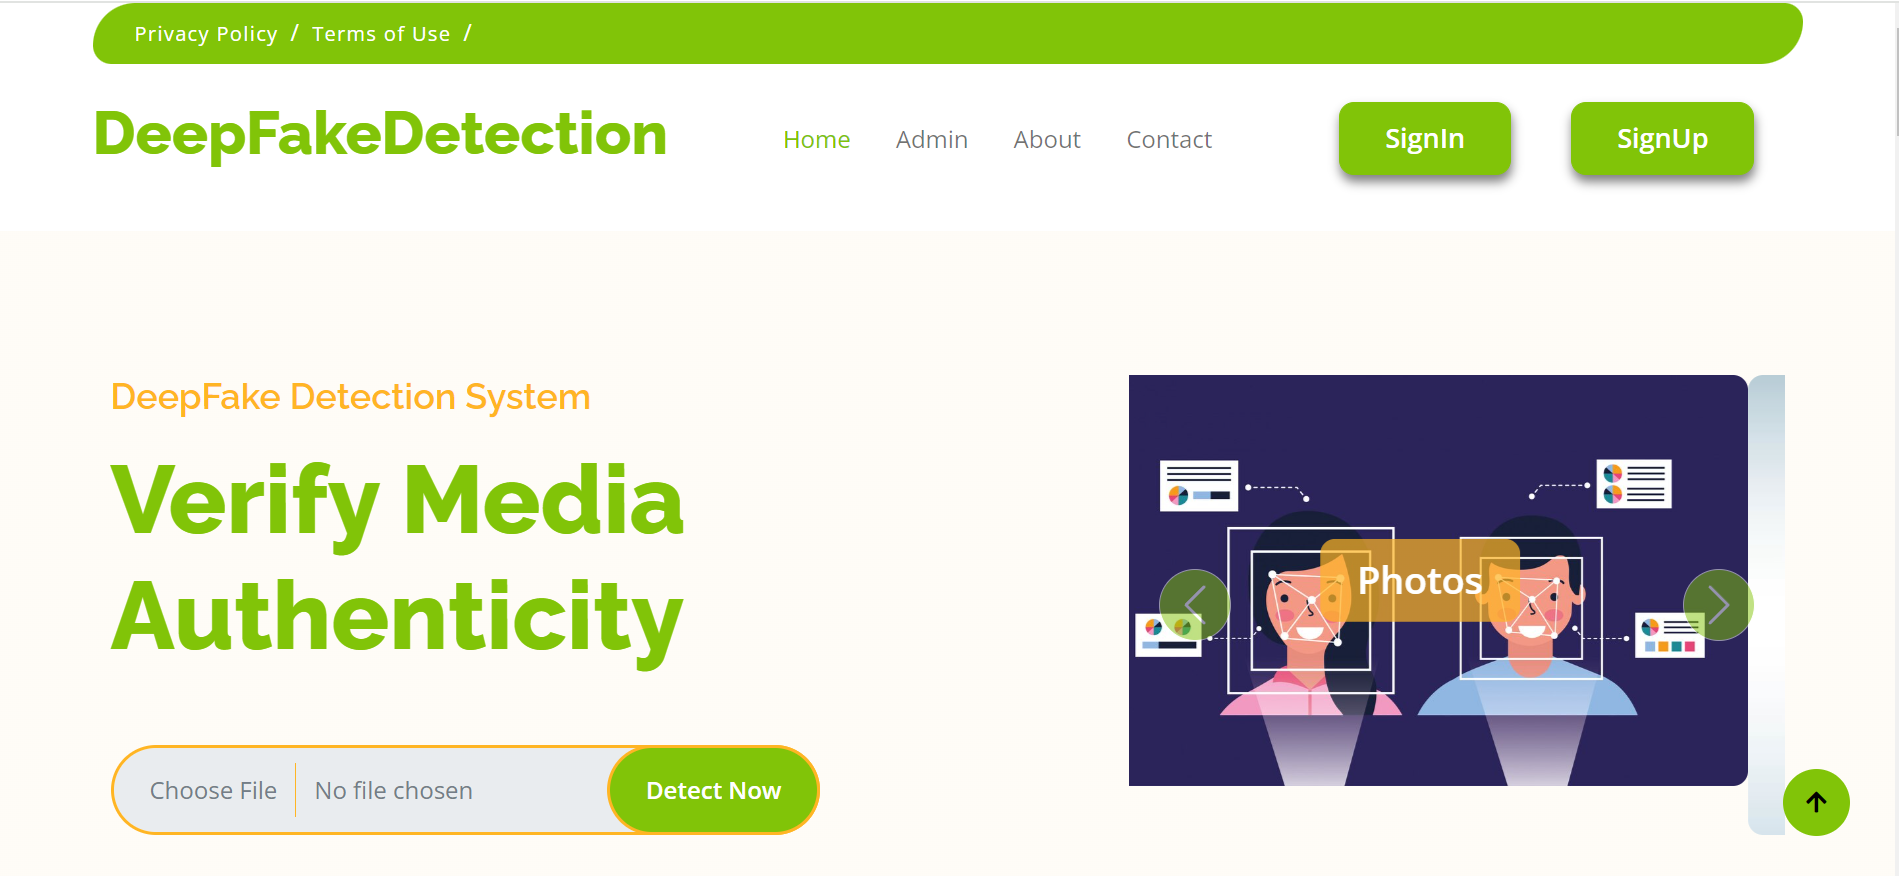 Privacy Policy / Terms of Use /
DeepFakeDetection
Home Admin About Contact
SignIn SignUp
DeepFake Detection System
Verify Media
Authenticity
Choose File No file chosen
Detect Now
Photos